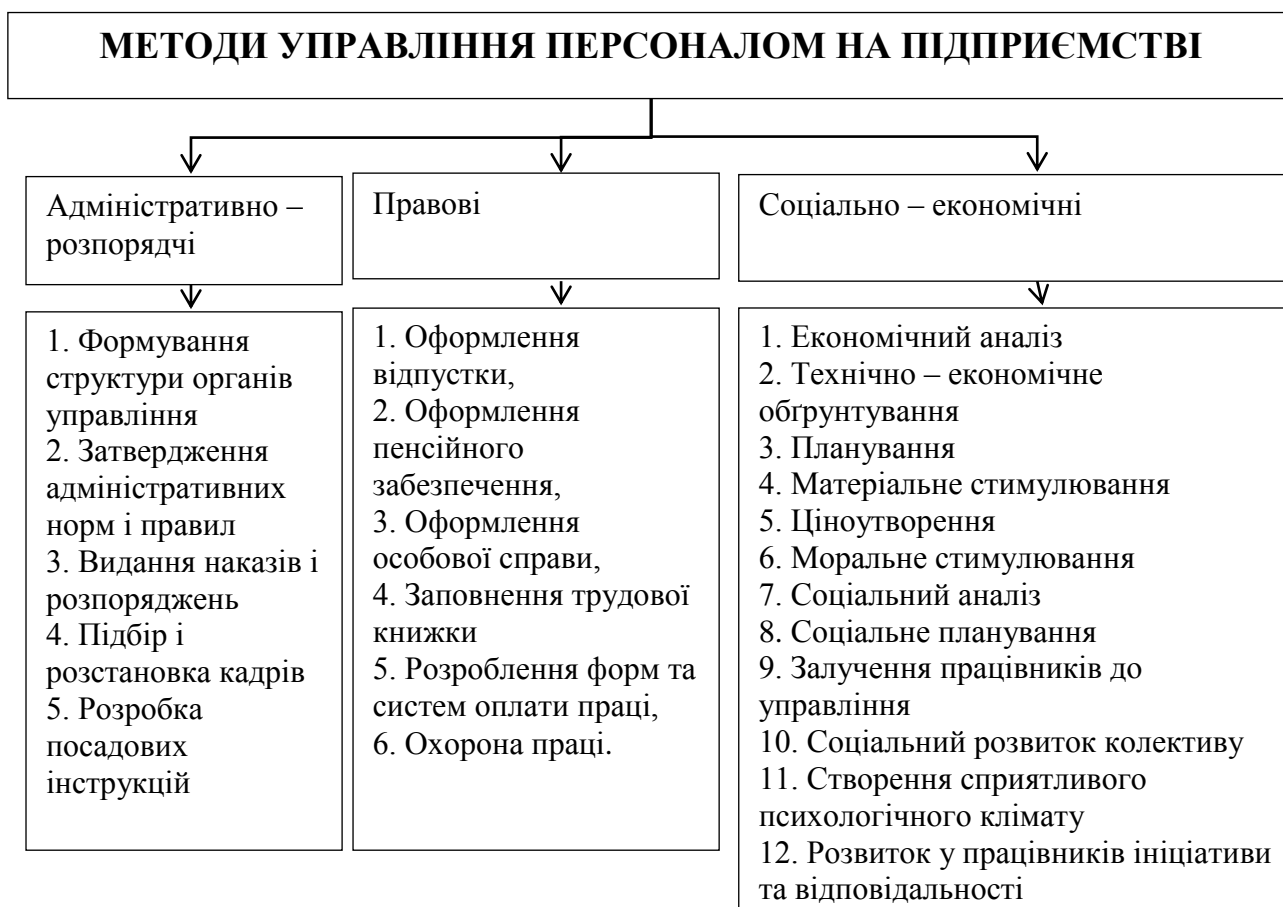 МЕТОДИ УПРАВЛІННЯ ПЕРСОНАЛОМ НА ПІДПРИЄМСТВІ
Адміністративно –
розпорядчі
Правові
Соціально – економічні
1. Формування
структури органів
управління
2. Затвердження
адміністративних
норм і правил
3. Видання наказів і
розпоряджень
4. Підбір і
розстановка кадрів
5. Розробка
посадових
інструкцій
1. Оформлення
відпустки,
2. Оформлення
пенсійного
забезпечення,
3. Оформлення
особової справи,
4. Заповнення трудової
книжки
5. Розроблення форм та
систем оплати праці,
6. Охорона праці.
1. Економічний аналіз
2. Технічно – економічне
обґрунтування
3. Планування
4. Матеріальне стимулювання
5. Ціноутворення
6. Моральне стимулювання
7. Соціальний аналіз
8. Соціальне планування
9. Залучення працівників до
управління
10. Соціальний розвиток колективу
11. Створення сприятливого
психологічного клімату
12. Розвиток у працівників ініціативи
та відповідальності